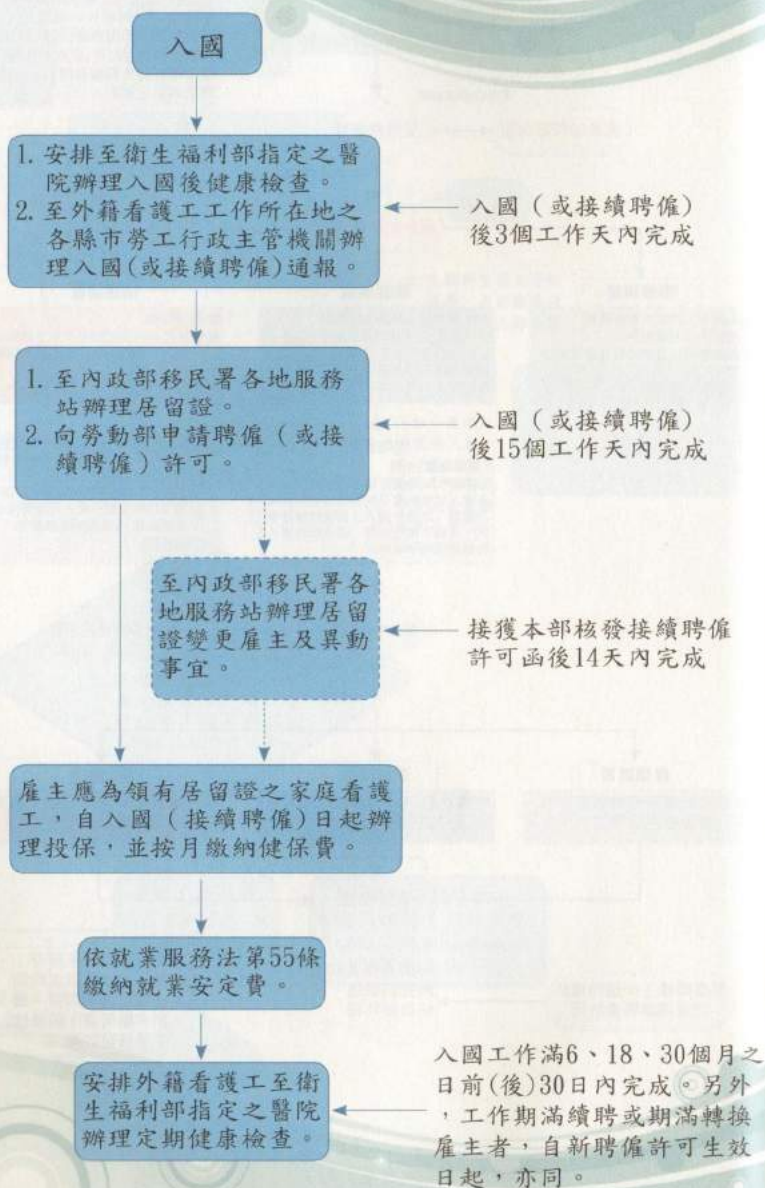 入國
1. 安排至衛生福利部指定之醫
院辦理入國後健康檢查。
2. 至外籍看護工工作所在地之
各縣市勞工行政主管機關辦
理入國(或接續聘僱)通報。
入國（或接續聘僱）
後3個工作天內完成
1. 至內政部移民署各地服務
站辦理居留證。
2. 向勞動部申請聘僱（或接
續聘僱）許可。
入國（或接續聘僱）
後15個工作天內完成
至內政部移民署各
地服務站辦理居留
證變更雇主及異動
事宜。
接獲本部核發接續聘僱
許可函後14天內完成
雇主應為領有居留證之家庭看護
工，自入國（接續聘僱)日起辦
理投保，並按月繳納健保費。
依就業服務法第55條
繳納就業安定費。
安排外籍看護工至衛
生福利部指定之醫院
辦理定期健康檢查。
入國工作滿6、18、30個月之
日前(後)30日內完成。另外
，工作期滿續聘或期滿轉換
雇主者，自新聘僱許可生效
日起，亦同。